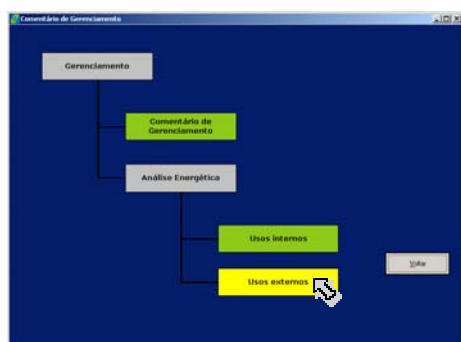 Comentário de Gerenciamento
Gerenciamento
Comentário de
Gerenciamento
Análise Energética
Usos internos
Usos externos
Voltar